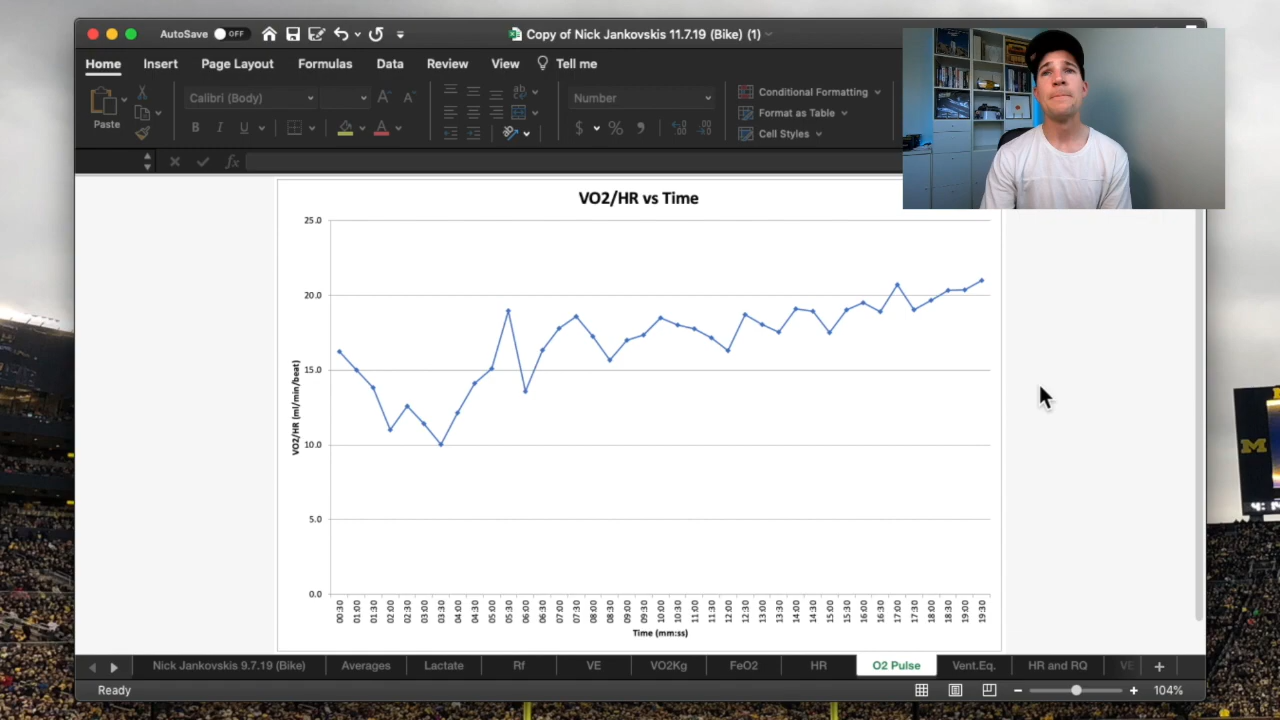 AutoSave OFF
Copy of Nick Jankovskis 11.7.19 (Bike) (1)
Home Insert Page Layout Formulas Data Review View Tell me
Paste
Calibri (Body)
Number
Conditional Formatting
Format as Table
Cell Styles
B I U A
$ % 9
fx
VO2/HR vs Time
VO2/HR (ml/min/beat)
25.0
20.0
15.0
10.0
5.0
0.0
00:30 01:00 01:30 02:00 02:30 03:00 03:30 04:00 04:30 05:00 05:30 06:00 06:30 07:00 07:30 08:00 08:30 09:00 09:30 10:00 10:30 11:00 11:30 12:00 12:30 13:00 13:30 14:00 14:30 15:00 15:30 16:00 16:30 17:00 17:30 18:00 18:30 19:00 19:30
Time (mm:ss)
Nick Jankovskis 9.7.19 (Bike) Averages Lactate Rf VE VO2Kg FeO2 HR O2 Pulse Vent.Eq. HR and RQ VE
Ready
104%
M